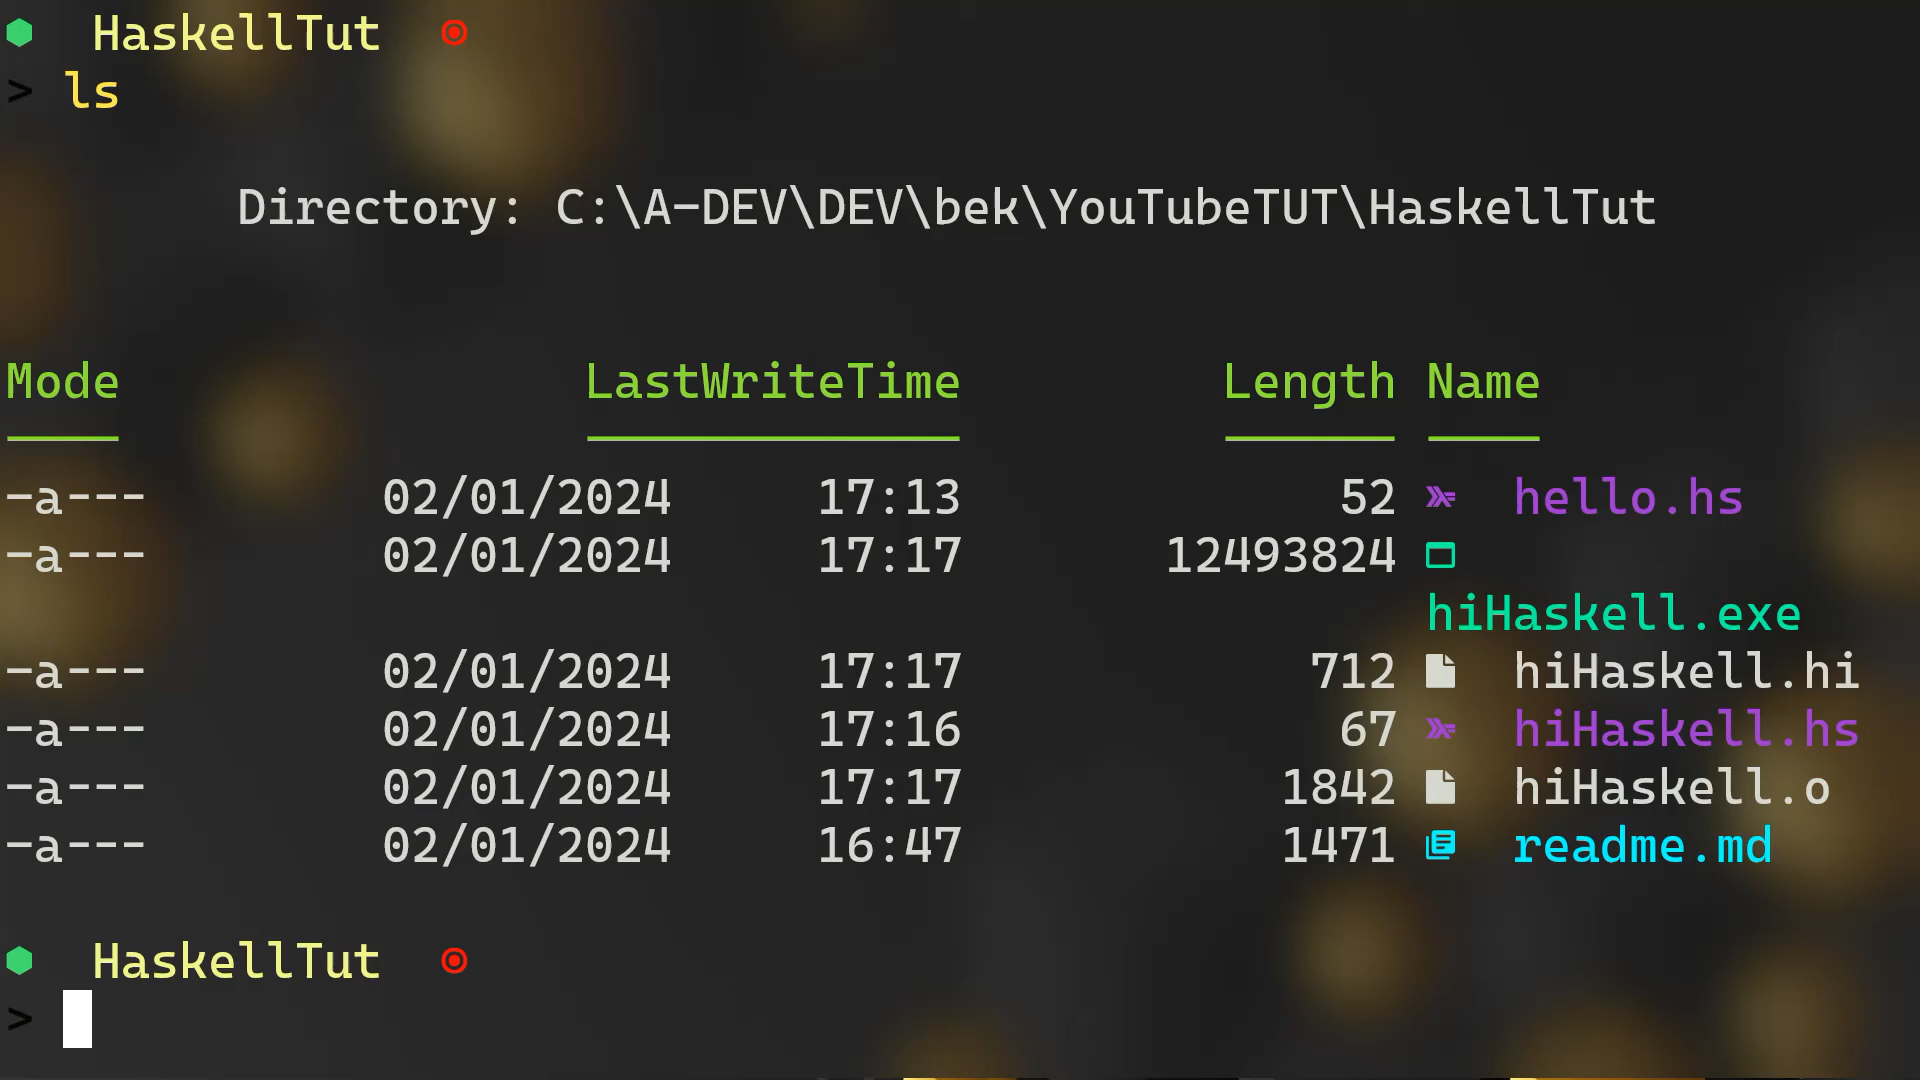 HaskellTut
> ls
Directory: C:\A-DEV\DEV\bek\YouTubeTUT\HaskellTut
Mode LastWriteTime Length Name
-a--- 02/01/2024 17:13 52 hello.hs
-a--- 02/01/2024 17:17 12493824
hiHaskell.exe
-a--- 02/01/2024 17:17 712 hiHaskell.hi
-a--- 02/01/2024 17:16 67 hiHaskell.hs
-a--- 02/01/2024 17:17 1842 hiHaskell.o
-a--- 02/01/2024 16:47 1471 readme.md
HaskellTut
>